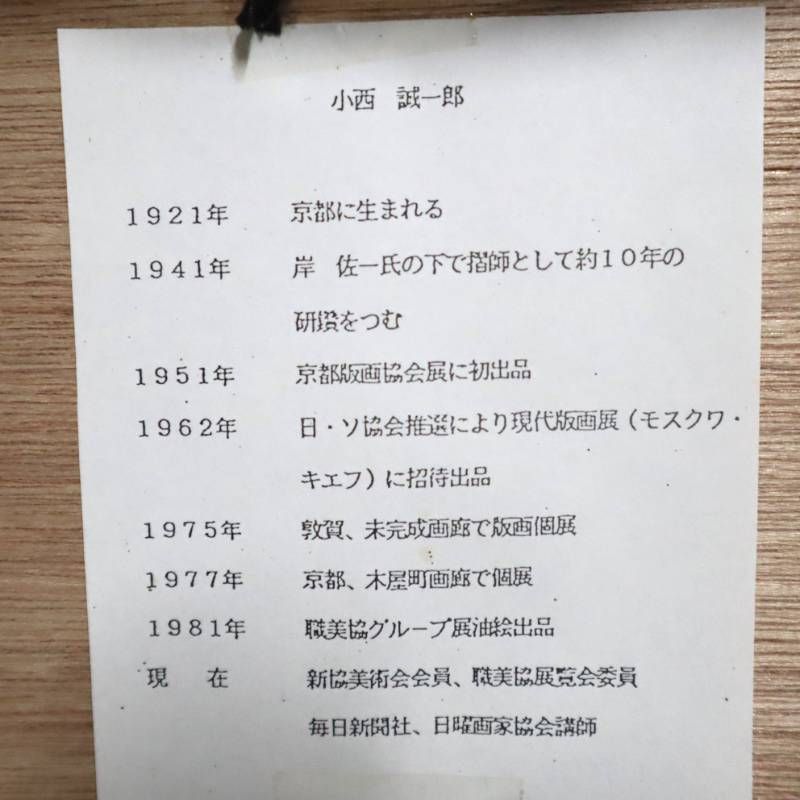 小西 誠一郎
1921年 京都に生まれる
1941年 岸 佐一氏の下で摺師として約10年の
研鑽をつむ
1951年 京都版画協会展に初出品
1962年 日・ソ協会推選により現代版画展(モスクワ・
キエフ)に招待出品
1975年 敦賀、未完成画廊で版画個展
1977年 京都、木屋町画廊で個展
1981年 職美協グループ展油絵出品
現 在 新協美術会会員、職美協展覧会委員
毎日新聞社、日曜画家協会講師